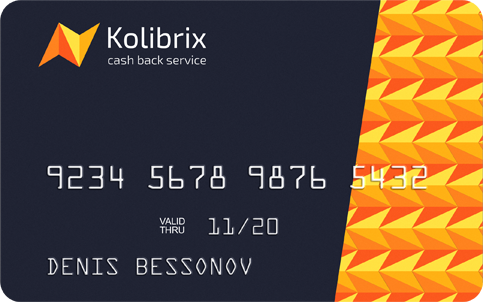 Kolibrix
cash back service
9234 5678 9876 5432
VALID
THRU 11/20
DENIS BESSONOV